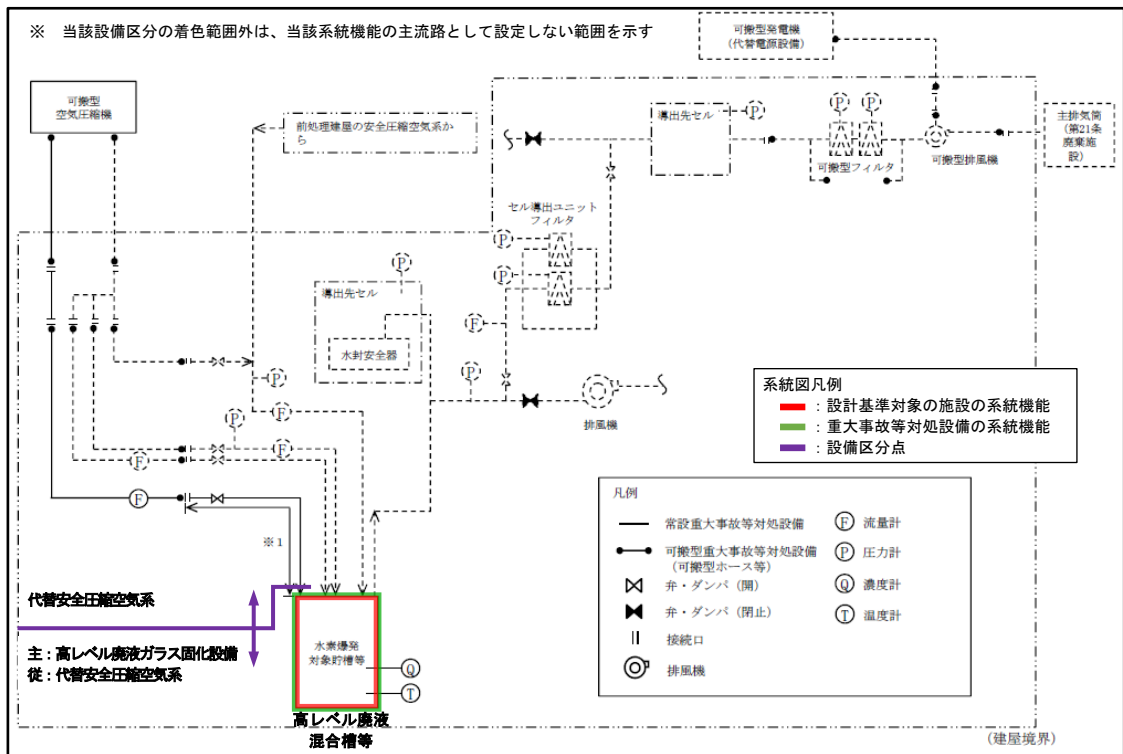 ※　当該設備区分の着色範囲外は、当該系統機能の主流路として設定しない範囲を示す
可搬型発電機
（代替電源設備）
可搬型
空気圧縮機
前処理建屋の安全圧縮空気系か
ら
導出先セル
P
P
P
主排気筒
（第21条
廃棄施
設）
可搬型フィルタ
可搬型排風機
セル導出ユニット
フィルタ
P
P
P
導出先セル
水封安全器
F
P
P
排風機
F
P
F
F
F
※1
系統図凡例
：設計基準対象の施設の系統機能
：重大事故等対処設備の系統機能
：設備区分点
凡例
常設重大事故等対処設備
可搬型重大事故等対処設備
（可搬型ホース等）
弁・ダンパ（開）
弁・ダンパ（閉止）
接続口
排風機
F 流量計
P 圧力計
Q 濃度計
T 温度計
代替安全圧縮空気系
主：高レベル廃液ガラス固化設備
従：代替安全圧縮空気系
水素爆発
対象貯槽等
Q
T
高レベル廃液
混合槽等
（建屋境界）